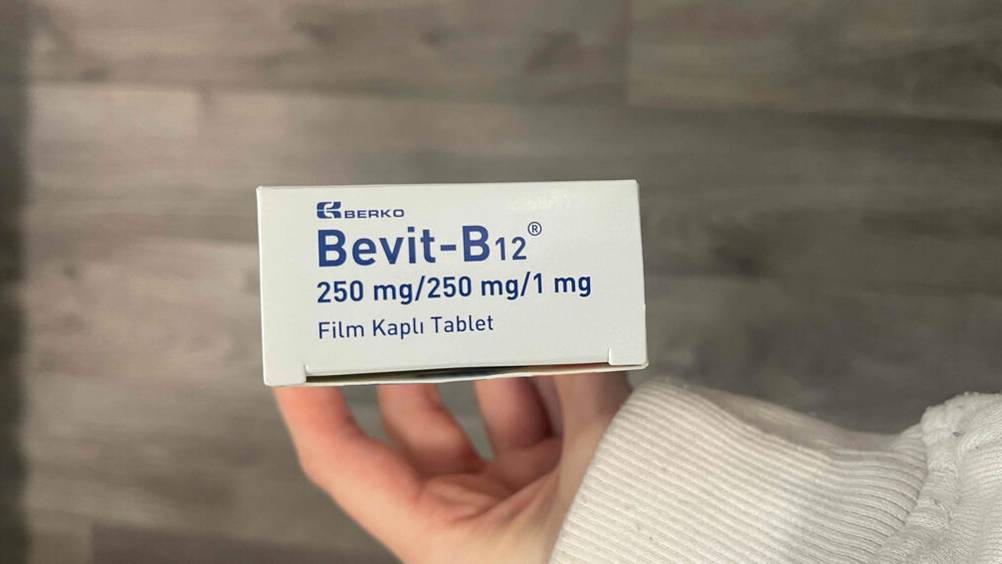 BERKO
Bevit-B12®
250 mg/250 mg/1 mg
Film Kaplı Tablet